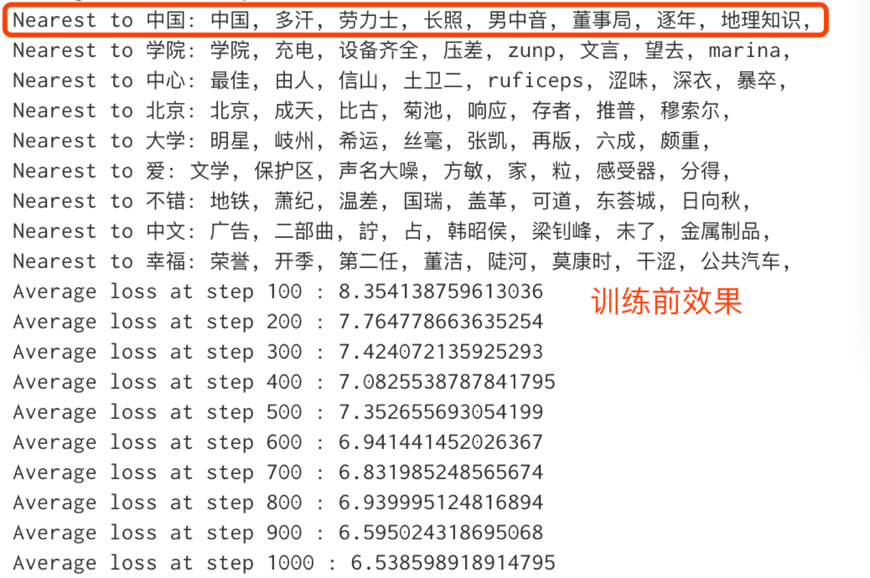 Nearest to 中国: 中国, 多汗, 劳力士, 长照, 男中音, 董事局, 逐年, 地理知识,
Nearest to 学院: 学院, 充电, 设备齐全, 压差, zunp, 文言, 望去, marina,
Nearest to 中心: 最佳, 由人, 信山, 土卫二, ruficeps, 涩味, 深衣, 暴卒,
Nearest to 北京: 北京, 成天, 比古, 菊池, 响应, 存者, 推普, 穆索尔,
Nearest to 大学: 明星, 岐州, 希运, 丝毫, 张凯, 再版, 六成, 颇重,
Nearest to 爱: 文学, 保护区, 声名大噪, 方敏, 家, 粒, 感受器, 分得,
Nearest to 不错: 地铁, 萧纪, 温差, 国瑞, 盖革, 可道, 东荟城, 日向秋,
Nearest to 中文: 广告, 二部曲, 詝, 占, 韩昭侯, 梁钊峰, 未了, 金属制品,
Nearest to 幸福: 荣誉, 开季, 第二任, 董洁, 陡河, 莫康时, 干涩, 公共汽车,
Average loss at step 100 : 8.354138759613036
训练前效果
Average loss at step 200 : 7.764778663635254
Average loss at step 300 : 7.424072135925293
Average loss at step 400 : 7.0825538787841795
Average loss at step 500 : 7.352655693054199
Average loss at step 600 : 6.941441452026367
Average loss at step 700 : 6.831985248565674
Average loss at step 800 : 6.939995124816894
Average loss at step 900 : 6.595024318695068
Average loss at step 1000 : 6.538598918914795